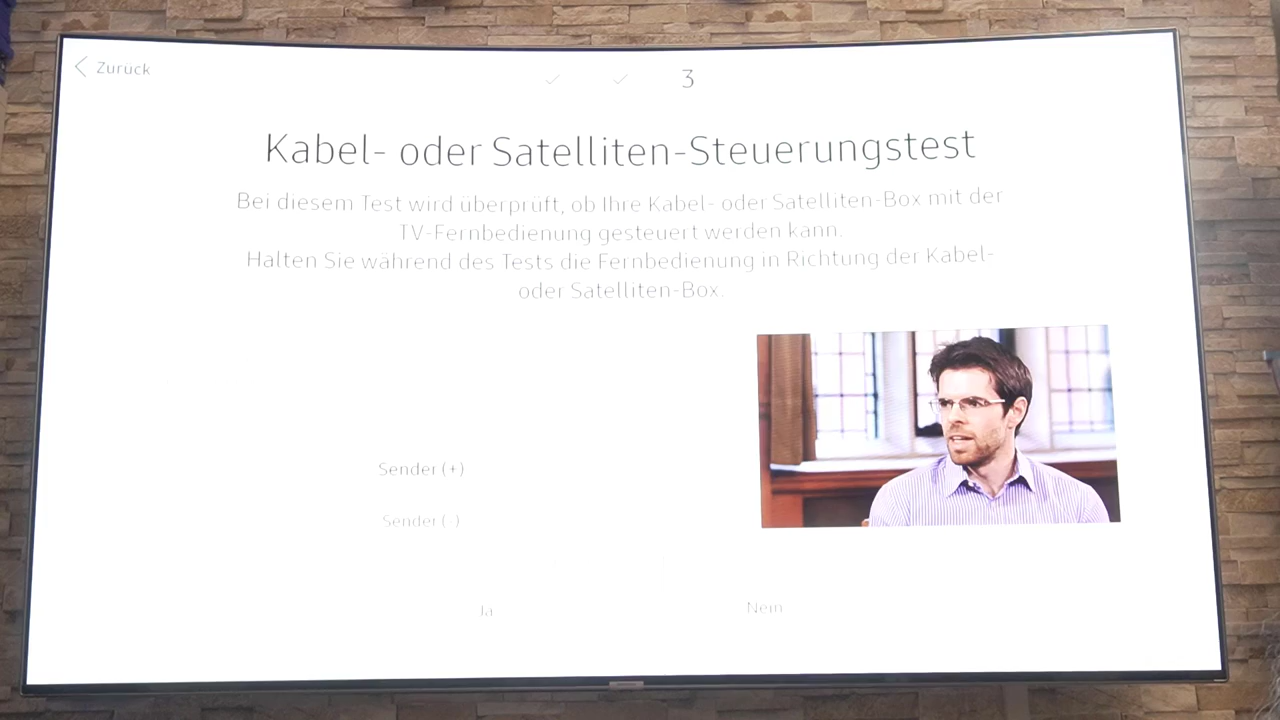 Zurück
3
Kabel- oder Satelliten-Steuerungstest
Bei diesem Test wird überprüft, ob Ihre Kabel- oder Satelliten-Box mit der
TV-Fernbedienung gesteuert werden kann.
Halten Sie während des Tests die Fernbedienung in Richtung der Kabel-
oder Satelliten-Box.
Sender (+)
Sender (-)
Ja
Nein